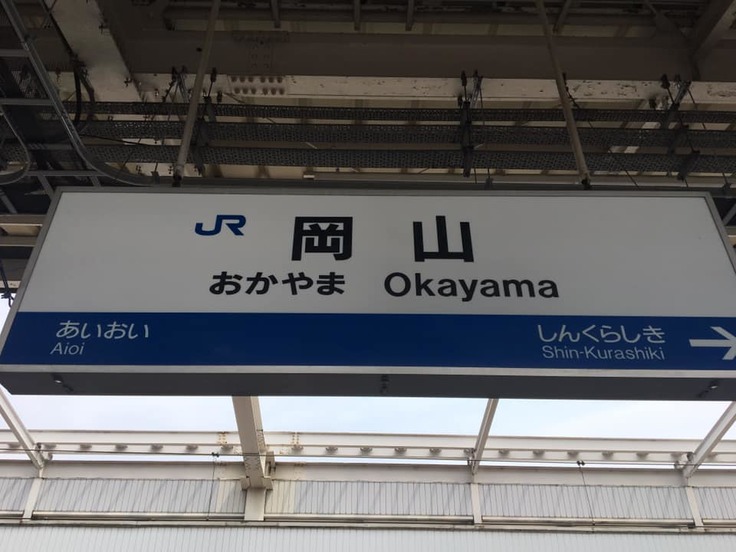 JR 岡山
おかやま Okayama
あいおい
Aioi
しんくらしき →
Shin-Kurashiki